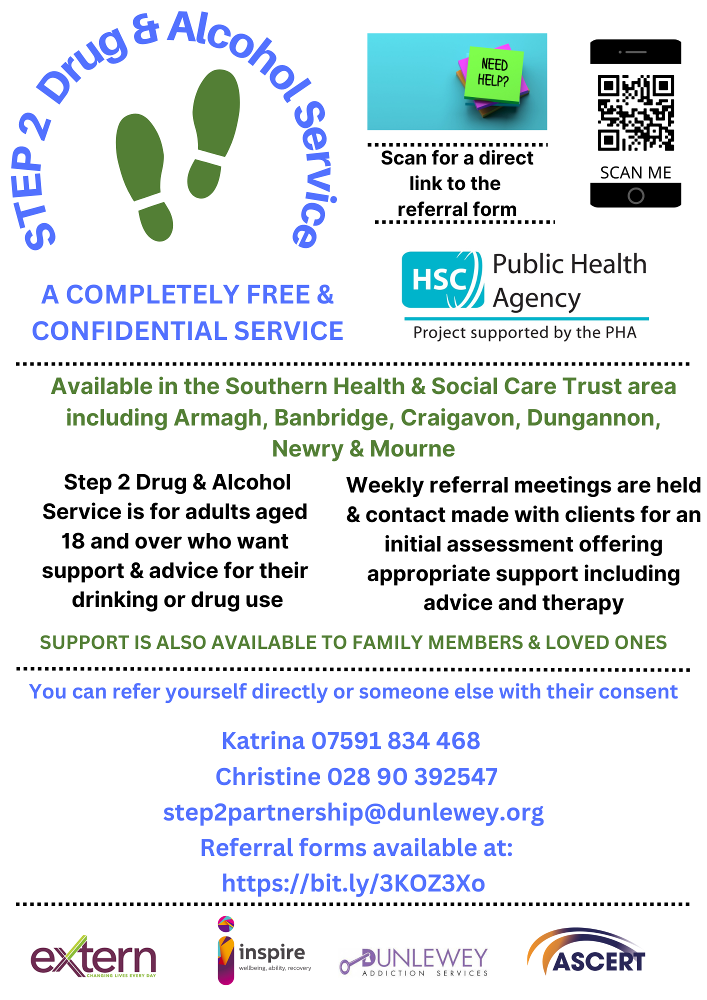 STEP 2 Drug & Alcohol Service
NEED
HELP?
Scan for a direct
link to the
referral form
SCAN ME
A COMPLETELY FREE &
CONFIDENTIAL SERVICE
HSC
Public Health
Agency
Project supported by the PHA
Available in the Southern Health & Social Care Trust area
including Armagh, Banbridge, Craigavon, Dungannon,
Newry & Mourne
Step 2 Drug & Alcohol
Service is for adults aged
18 and over who want
support & advice for their
drinking or drug use
Weekly referral meetings are held
& contact made with clients for an
initial assessment offering
appropriate support including
advice and therapy
SUPPORT IS ALSO AVAILABLE TO FAMILY MEMBERS & LOVED ONES
You can refer yourself directly or someone else with their consent
Katrina 07591 834 468
Christine 028 90 392547
step2partnership@dunlewey.org
Referral forms available at:
https://bit.ly/3KOZ3Xo
extern
CHANGING LIVES EVERY DAY
inspire
wellbeing, ability, recovery
DUNLEWEY
ADDICTION SERVICES
ASCERT